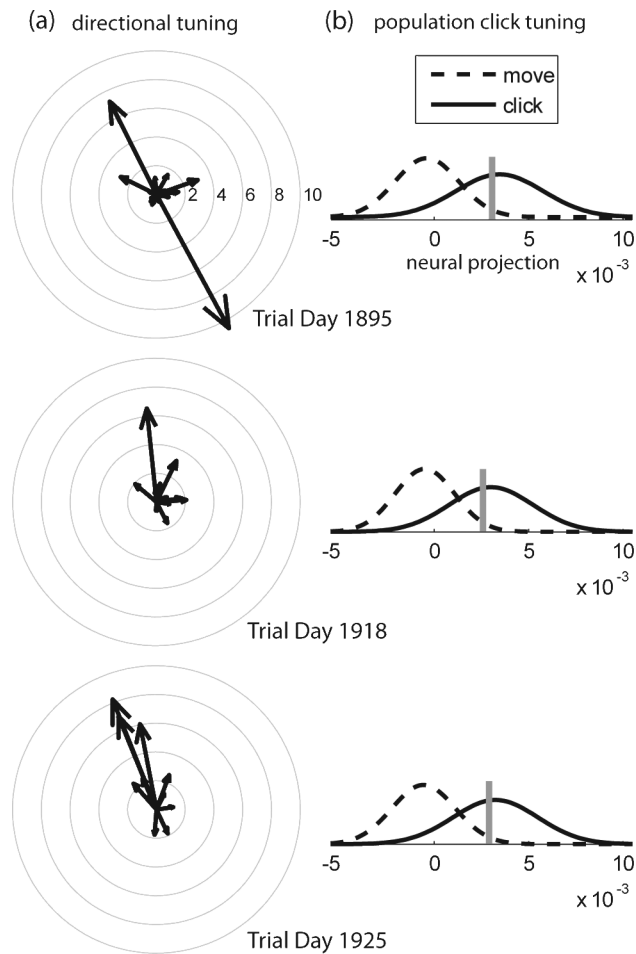 (a) directional tuning
(b) population click tuning
move
click
2 4 6 8 10
-5 0 5 10
neural projection
x 10-3
Trial Day 1895
-5 0 5 10
x 10-3
Trial Day 1918
-5 0 5 10
x 10-3
Trial Day 1925